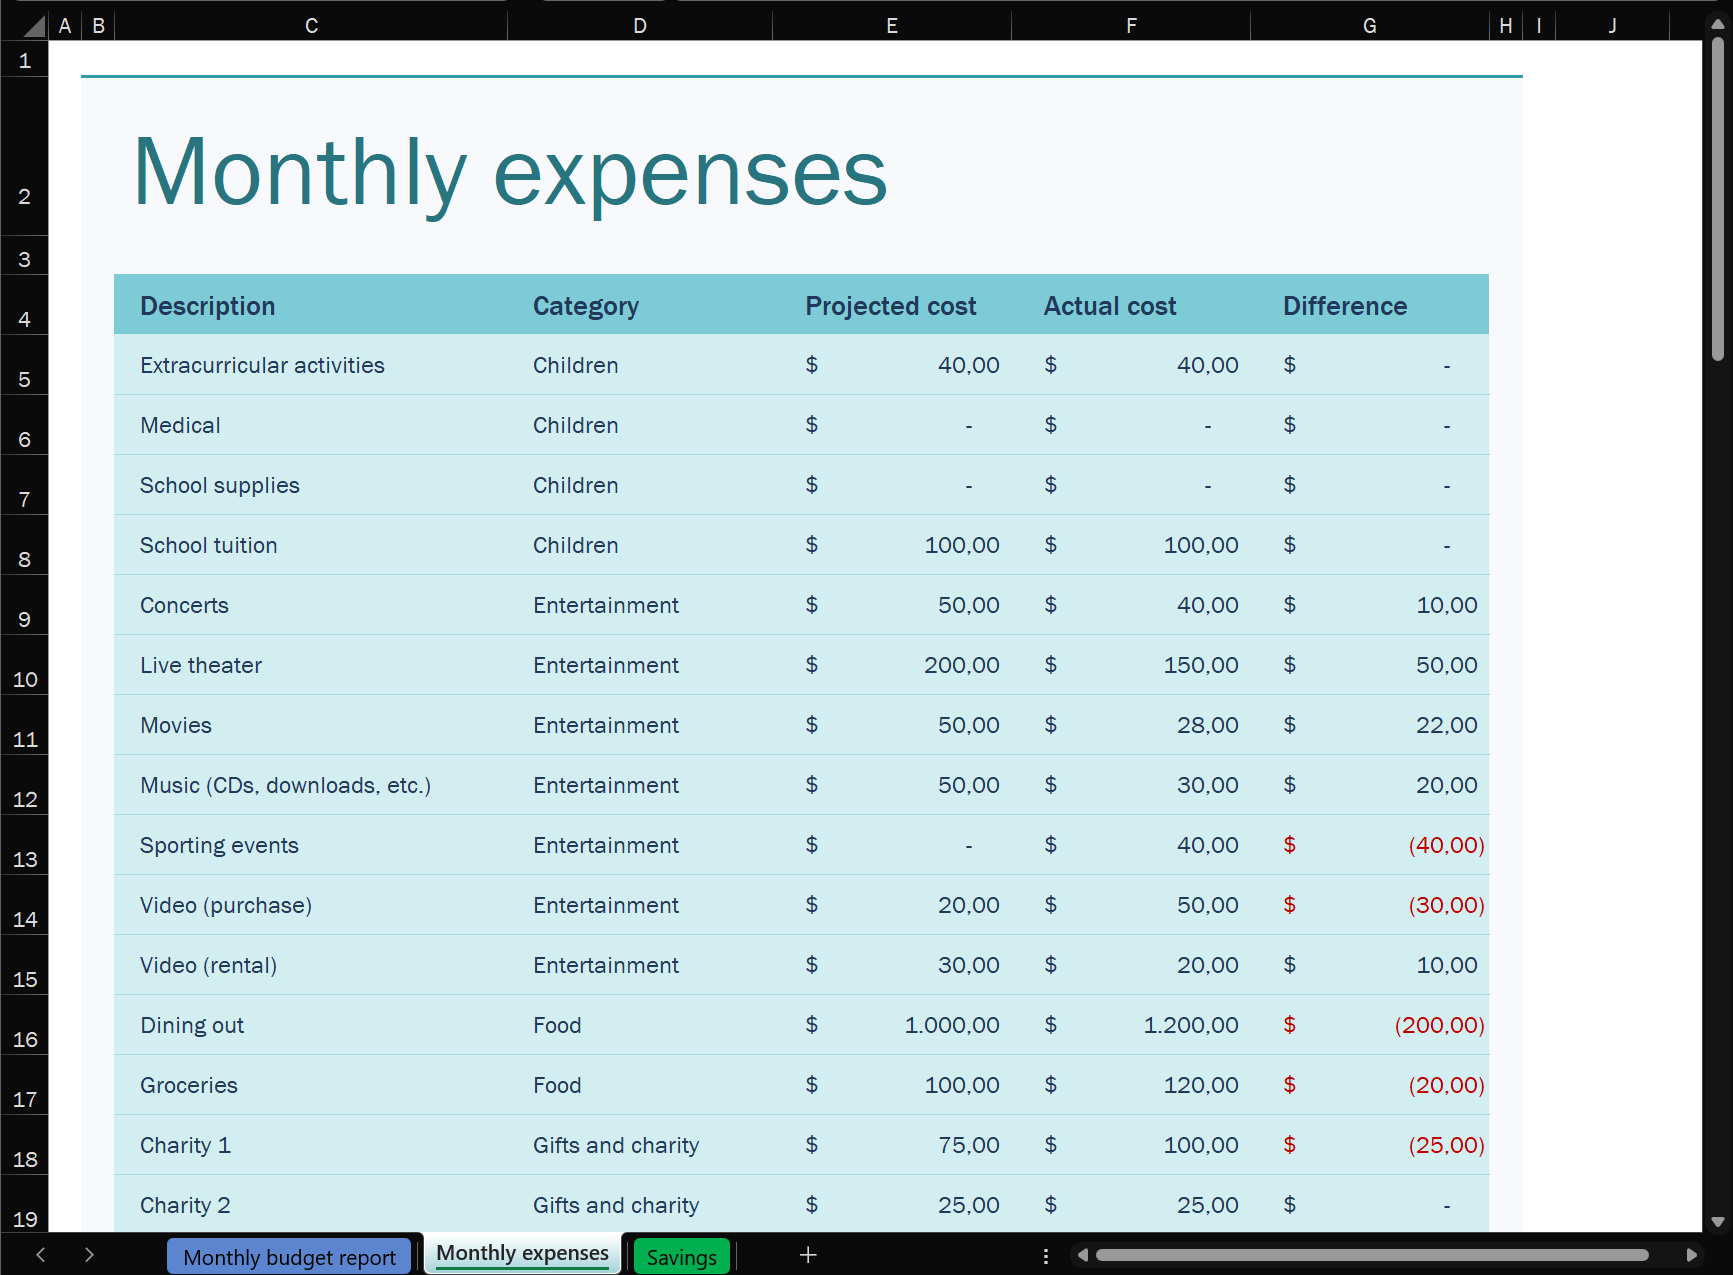 A B C D E F G H I J
1
2 Monthly expenses
3
4 Description Category Projected cost Actual cost Difference
5 Extracurricular activities Children $ 40,00 $ 40,00 $ -
6 Medical Children $ - $ - $ -
7 School supplies Children $ - $ - $ -
8 School tuition Children $ 100,00 $ 100,00 $ -
9 Concerts Entertainment $ 50,00 $ 40,00 $ 10,00
10 Live theater Entertainment $ 200,00 $ 150,00 $ 50,00
11 Movies Entertainment $ 50,00 $ 28,00 $ 22,00
12 Music (CDs, downloads, etc.) Entertainment $ 50,00 $ 30,00 $ 20,00
13 Sporting events Entertainment $ - $ 40,00 $ (40,00)
14 Video (purchase) Entertainment $ 20,00 $ 50,00 $ (30,00)
15 Video (rental) Entertainment $ 30,00 $ 20,00 $ 10,00
16 Dining out Food $ 1.000,00 $ 1.200,00 $ (200,00)
17 Groceries Food $ 100,00 $ 120,00 $ (20,00)
18 Charity 1 Gifts and charity $ 75,00 $ 100,00 $ (25,00)
19 Charity 2 Gifts and charity $ 25,00 $ 25,00 $ -
Monthly budget report Monthly expenses Savings +